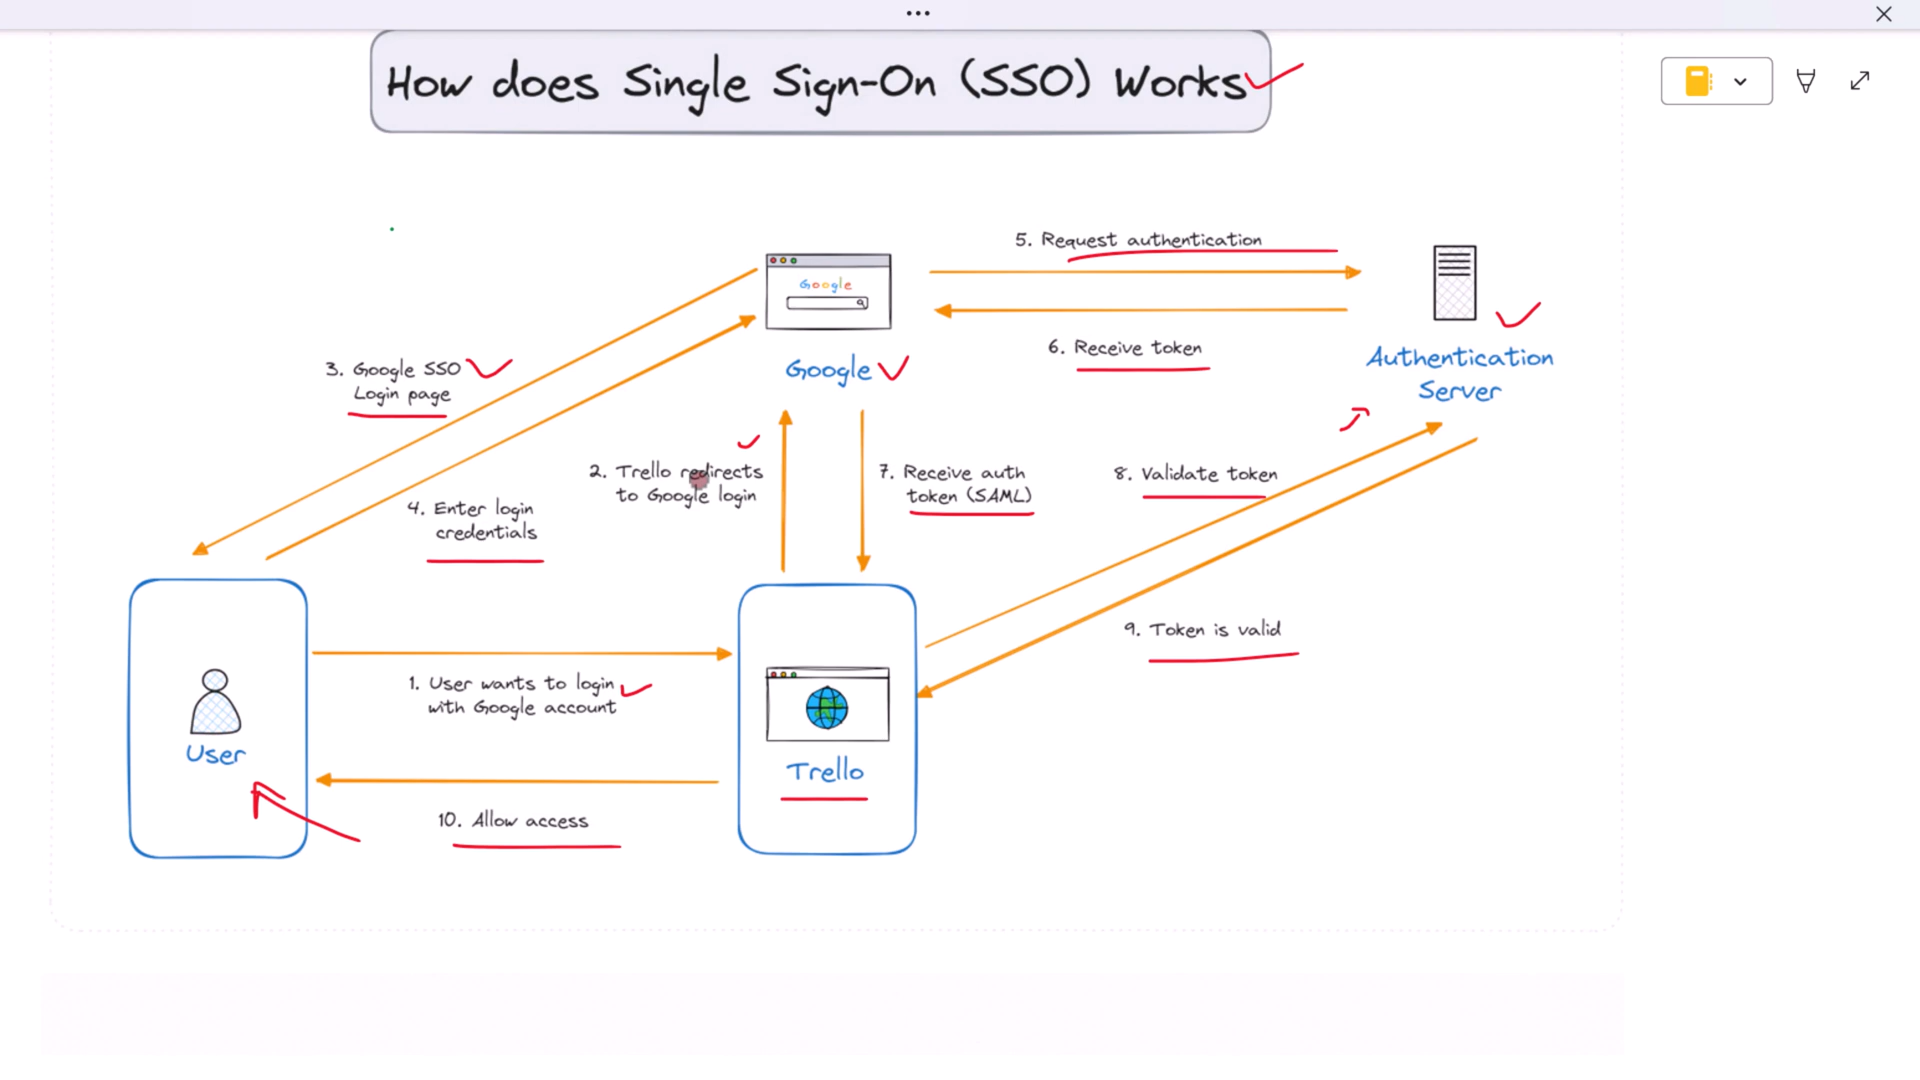 How does Single Sign-On (SSO) Works
5. Request authentication
Google
6. Receive token
Google
Authentication
Server
3. Google SSO
Login page
2. Trello redirects
to Google login
7. Receive auth
token (SAML)
8. Validate token
4. Enter login
credentials
9. Token is valid
1. User wants to login
with Google account
User
Trello
10. Allow access